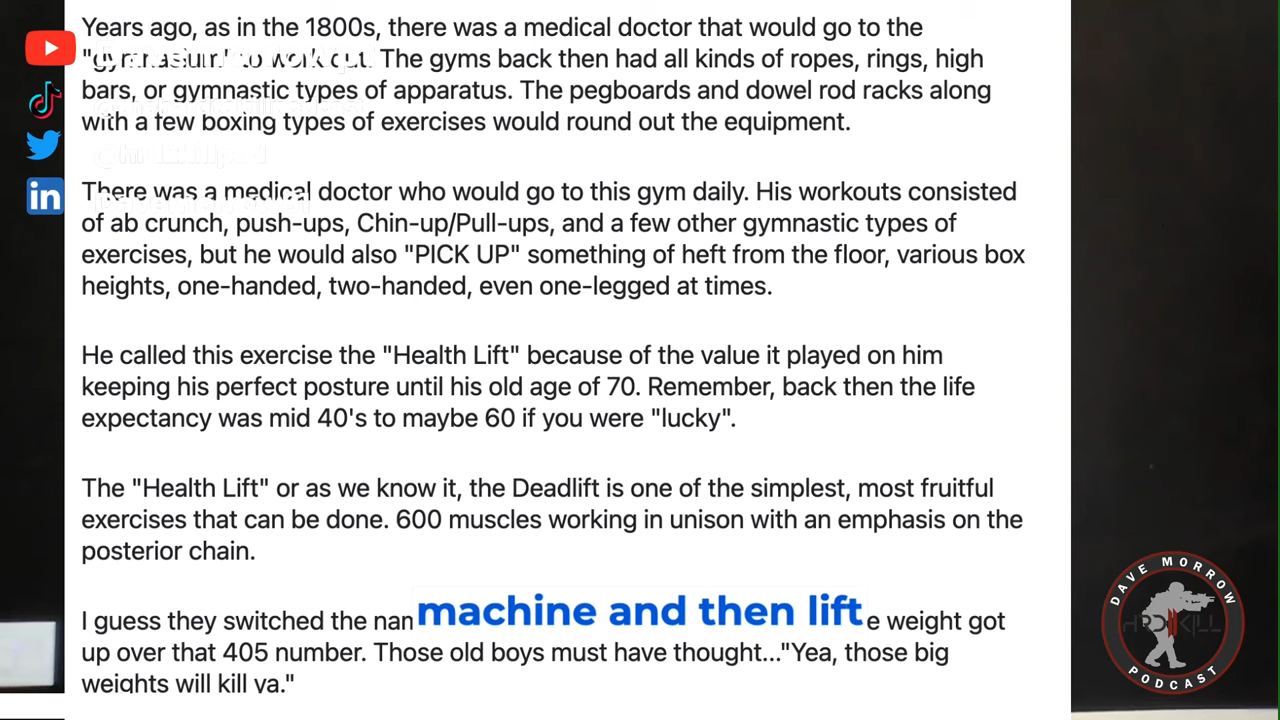 Years ago, as in the 1800s, there was a medical doctor that would go to the
to work out. The gyms back then had all kinds of ropes, rings, high
bars, or gymnastic types of apparatus. The pegboards and dowel rod racks along
with a few boxing types of exercises would round out the equipment.
There was a medical doctor who would go to this gym daily. His workouts consisted
of ab crunch, push-ups, Chin-up/Pull-ups, and a few other gymnastic types of
exercises, but he would also "PICK UP" something of heft from the floor, various box
heights, one-handed, two-handed, even one-legged at times.
He called this exercise the "Health Lift" because of the value it played on him
keeping his perfect posture until his old age of 70. Remember, back then the life
expectancy was mid 40's to maybe 60 if you were "lucky".
The "Health Lift" or as we know it, the Deadlift is one of the simplest, most fruitful
exercises that can be done. 600 muscles working in unison with an emphasis on the
posterior chain.
I guess they switched the machine and then lift weight got
up over that 405 number. Those old boys must have thought..."Yea, those big
weights will kill ya."
in
DAVE MORROW
PODCAST